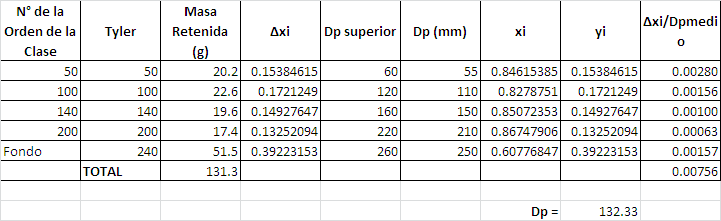 N° de la Orden de la Clase Tyler Masa Retenida (g) Δxi Dp superior Dp (mm) xi yi Δxi/Dpmedio
50 50 20.2 0.15384615 60 55 0.84615385 0.15384615 0.00280
100 100 22.6 0.1721249 120 110 0.8278751 0.1721249 0.00156
140 140 19.6 0.14927647 160 150 0.85072353 0.14927647 0.00100
200 200 17.4 0.13252094 220 210 0.86747906 0.13252094 0.00063
Fondo 240 51.5 0.39223153 260 250 0.60776847 0.39223153 0.00157
TOTAL 131.3 0.00756
Dp = 132.33